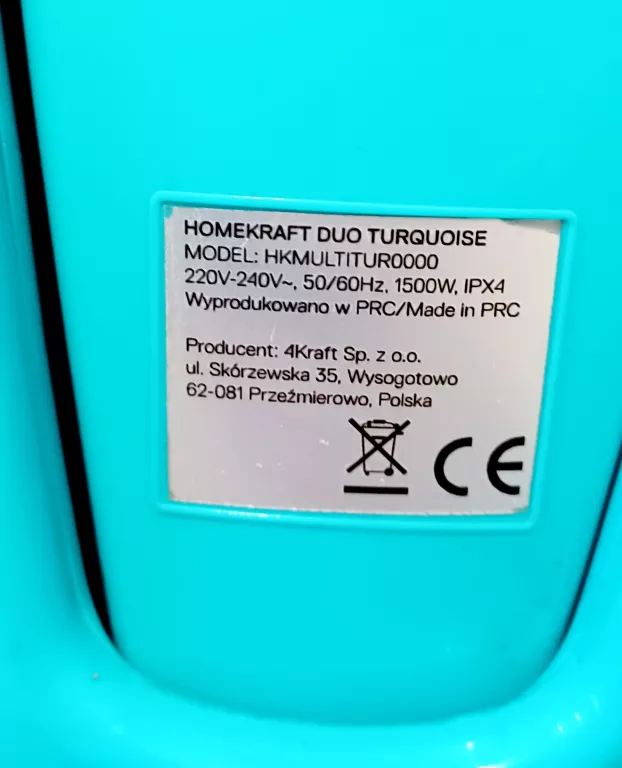 HOMEKRAFT DUO TURQUOISE
MODEL: HKMULTITUR0000
220V-240V~, 50/60Hz, 1500W, IPX4
Wyprodukowano w PRC/Made in PRC
Producent: 4Kraft Sp. z o.o.
ul. Skórzewska 35, Wysogotowo
62-081 Przeźmierowo, Polska
CE